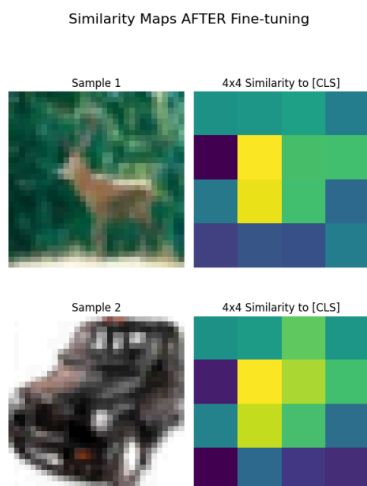 Similarity Maps AFTER Fine-tuning
Sample 1
4x4 Similarity to [CLS]
Sample 2
4x4 Similarity to [CLS]